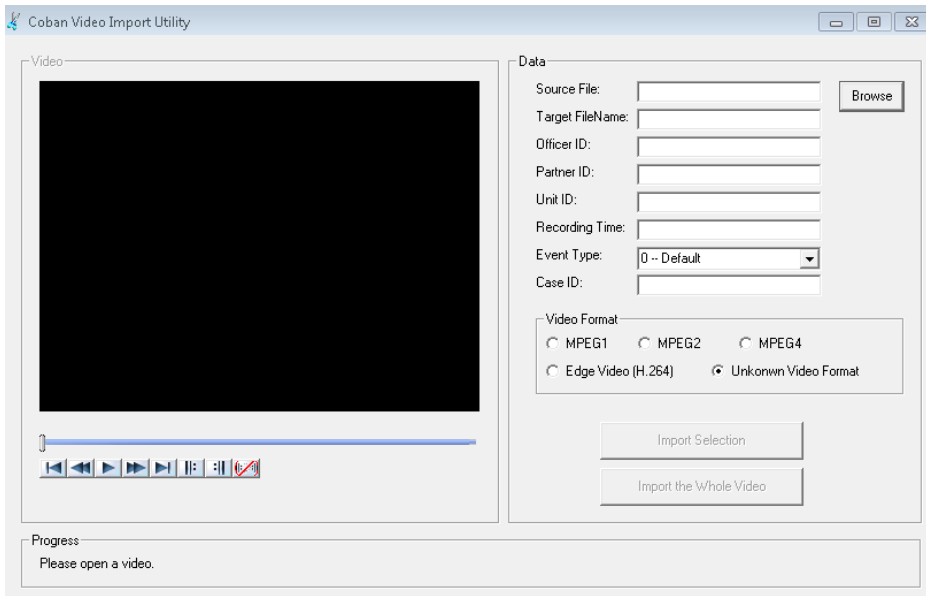 Coban Video Import Utility
Video
Data
Source File:
Browse
Target FileName:
Officer ID:
Partner ID:
Unit ID:
Recording Time:
Event Type:
0 -- Default
Case ID:
Video Format
MPEG1
MPEG2
MPEG4
Edge Video (H.264)
Unkonwn Video Format
Import Selection
Import the Whole Video
Progress
Please open a video.